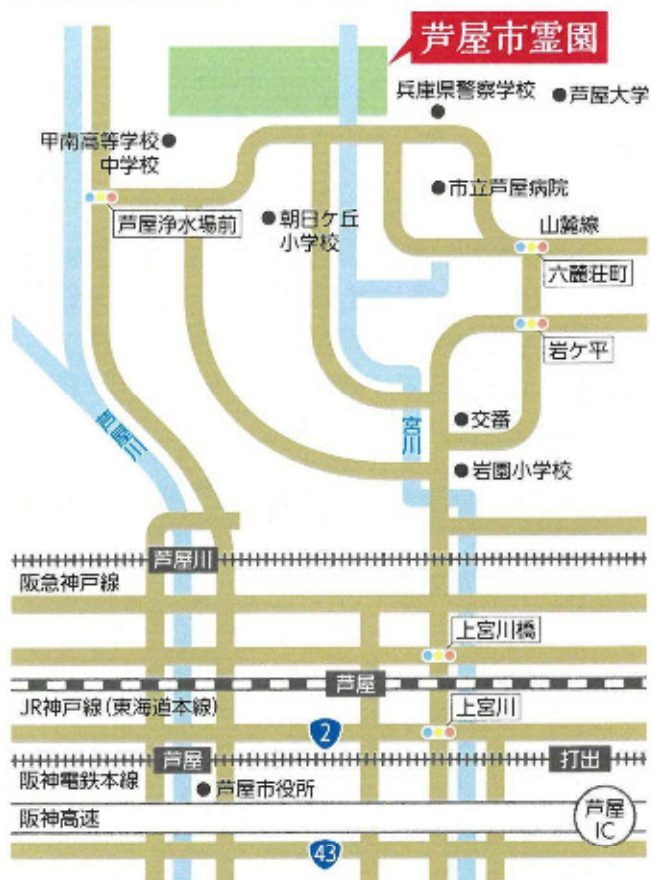 芦屋市霊園
兵庫県警察学校
芦屋大学
甲南高等学校
中学校
市立芦屋病院
芦屋浄水場前
朝日ケ丘
小学校
山麓線
六麓荘町
岩ケ平
芦屋川
宮川
交番
岩園小学校
芦屋川
阪急神戸線
上宮川橋
芦屋
JR神戸線(東海道本線)
上宮川
2
芦屋
打出
阪神電鉄本線
芦屋市役所
阪神高速
芦屋
IC
43